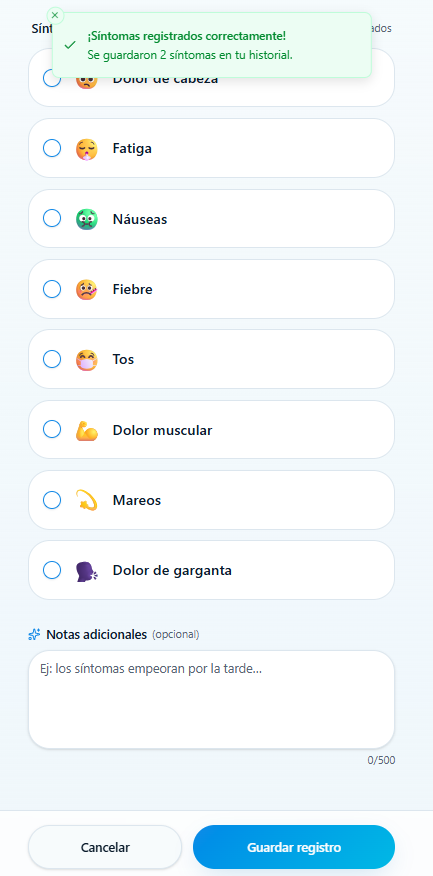 Sínt
ados
¡Síntomas registrados correctamente!
Se guardaron 2 síntomas en tu historial.
Dolor de cabeza
Fatiga
Náuseas
Fiebre
Tos
Dolor muscular
Mareos
Dolor de garganta
Notas adicionales (opcional)
Ej: los síntomas empeoran por la tarde...
0/500
Cancelar
Guardar registro